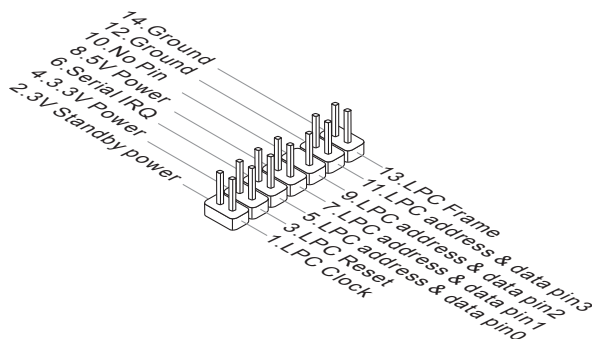 14.Ground
12.Ground
10.No Pin
8.5V Power
6.Serial IRQ
4.3.3V Power
2.3V Standby power
13.LPC Frame
11.LPC address & data pin3
9.LPC address & data pin2
7.LPC address & data pin1
5.LPC address & data pin0
3.LPC Reset
1.LPC Clock